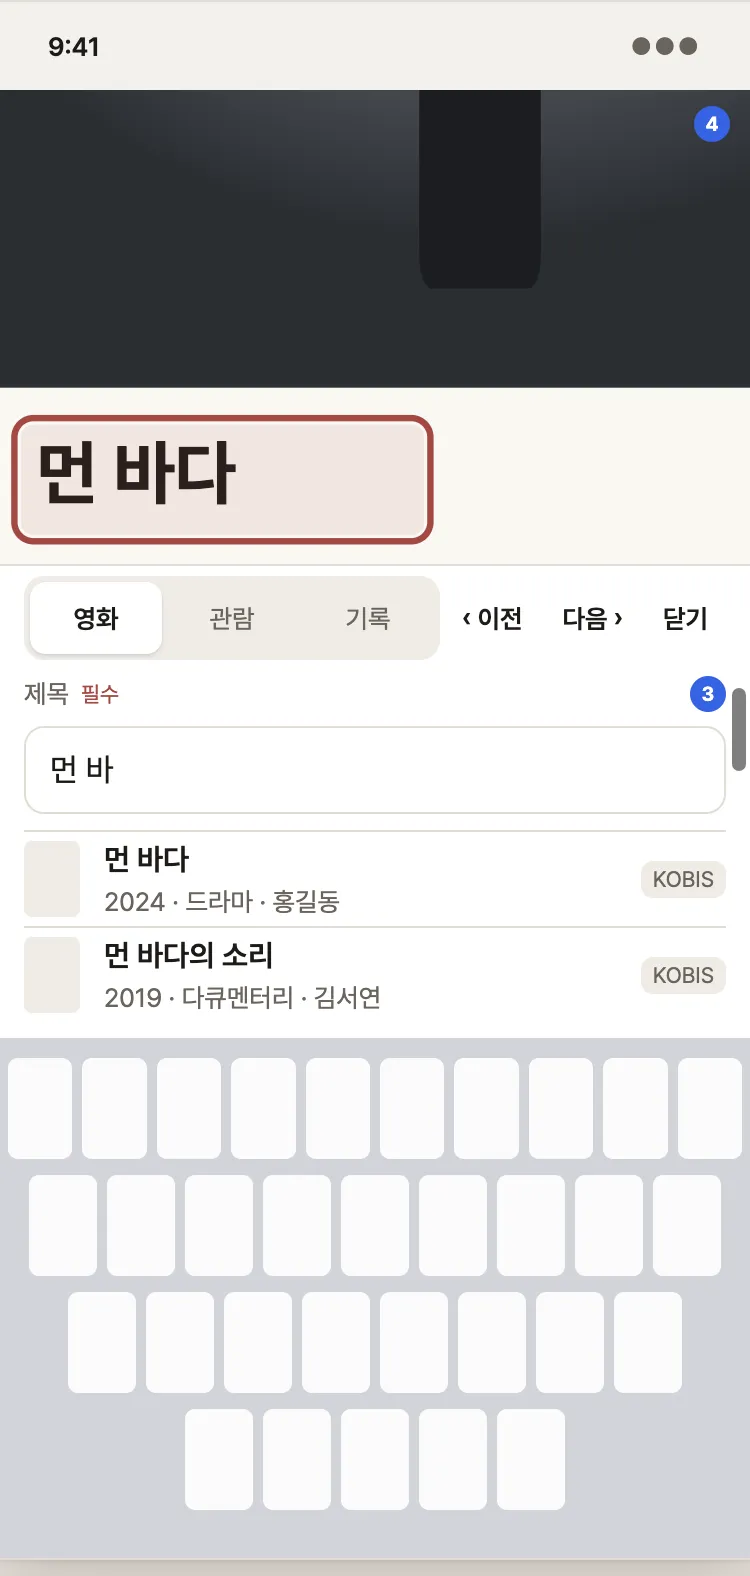 9:41
4
먼 바다
영화 관람 기록 ‹ 이전 다음 › 닫기
제목 필수
3
먼 바
먼 바다
2024 · 드라마 · 홍길동
KOBIS
먼 바다의 소리
2019 · 다큐멘터리 · 김서연
KOBIS